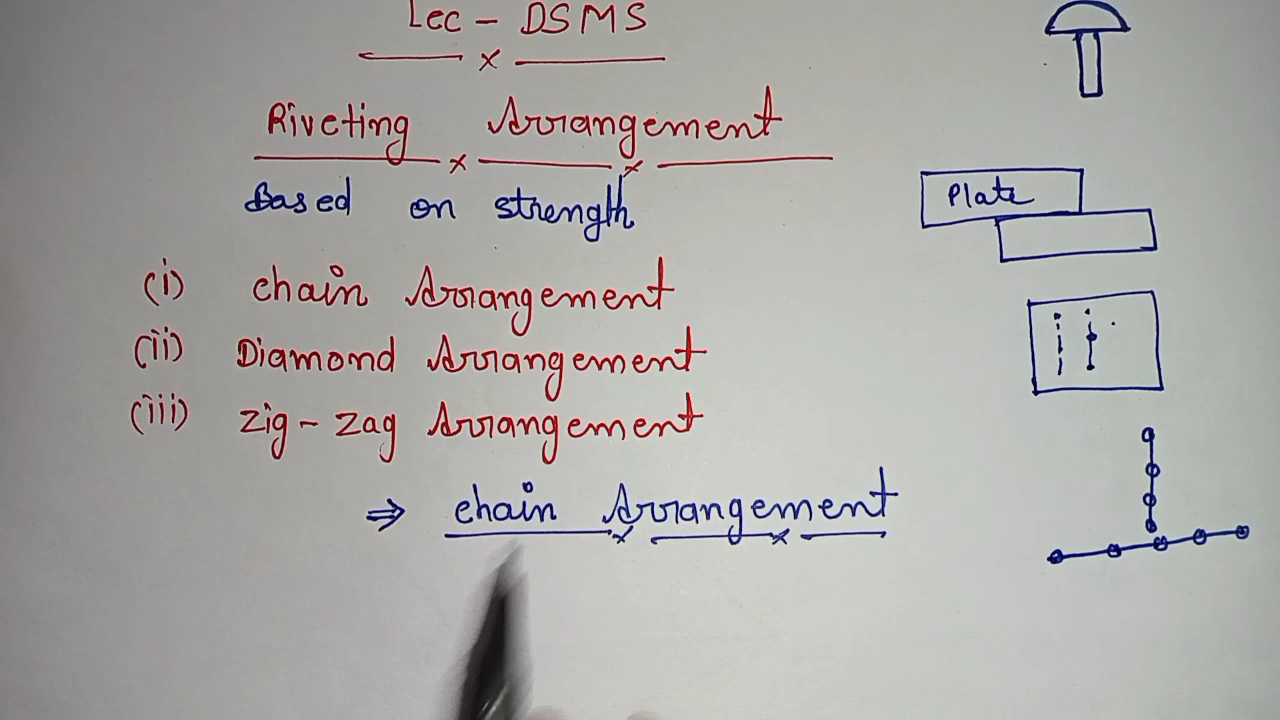 Lec - DSMS
Riveting Arrangement
Based on strength
(i) chain Arrangement
(ii) Diamond Arrangement
(iii) Zig-Zag Arrangement
⇒ chain Arrangement
Plate